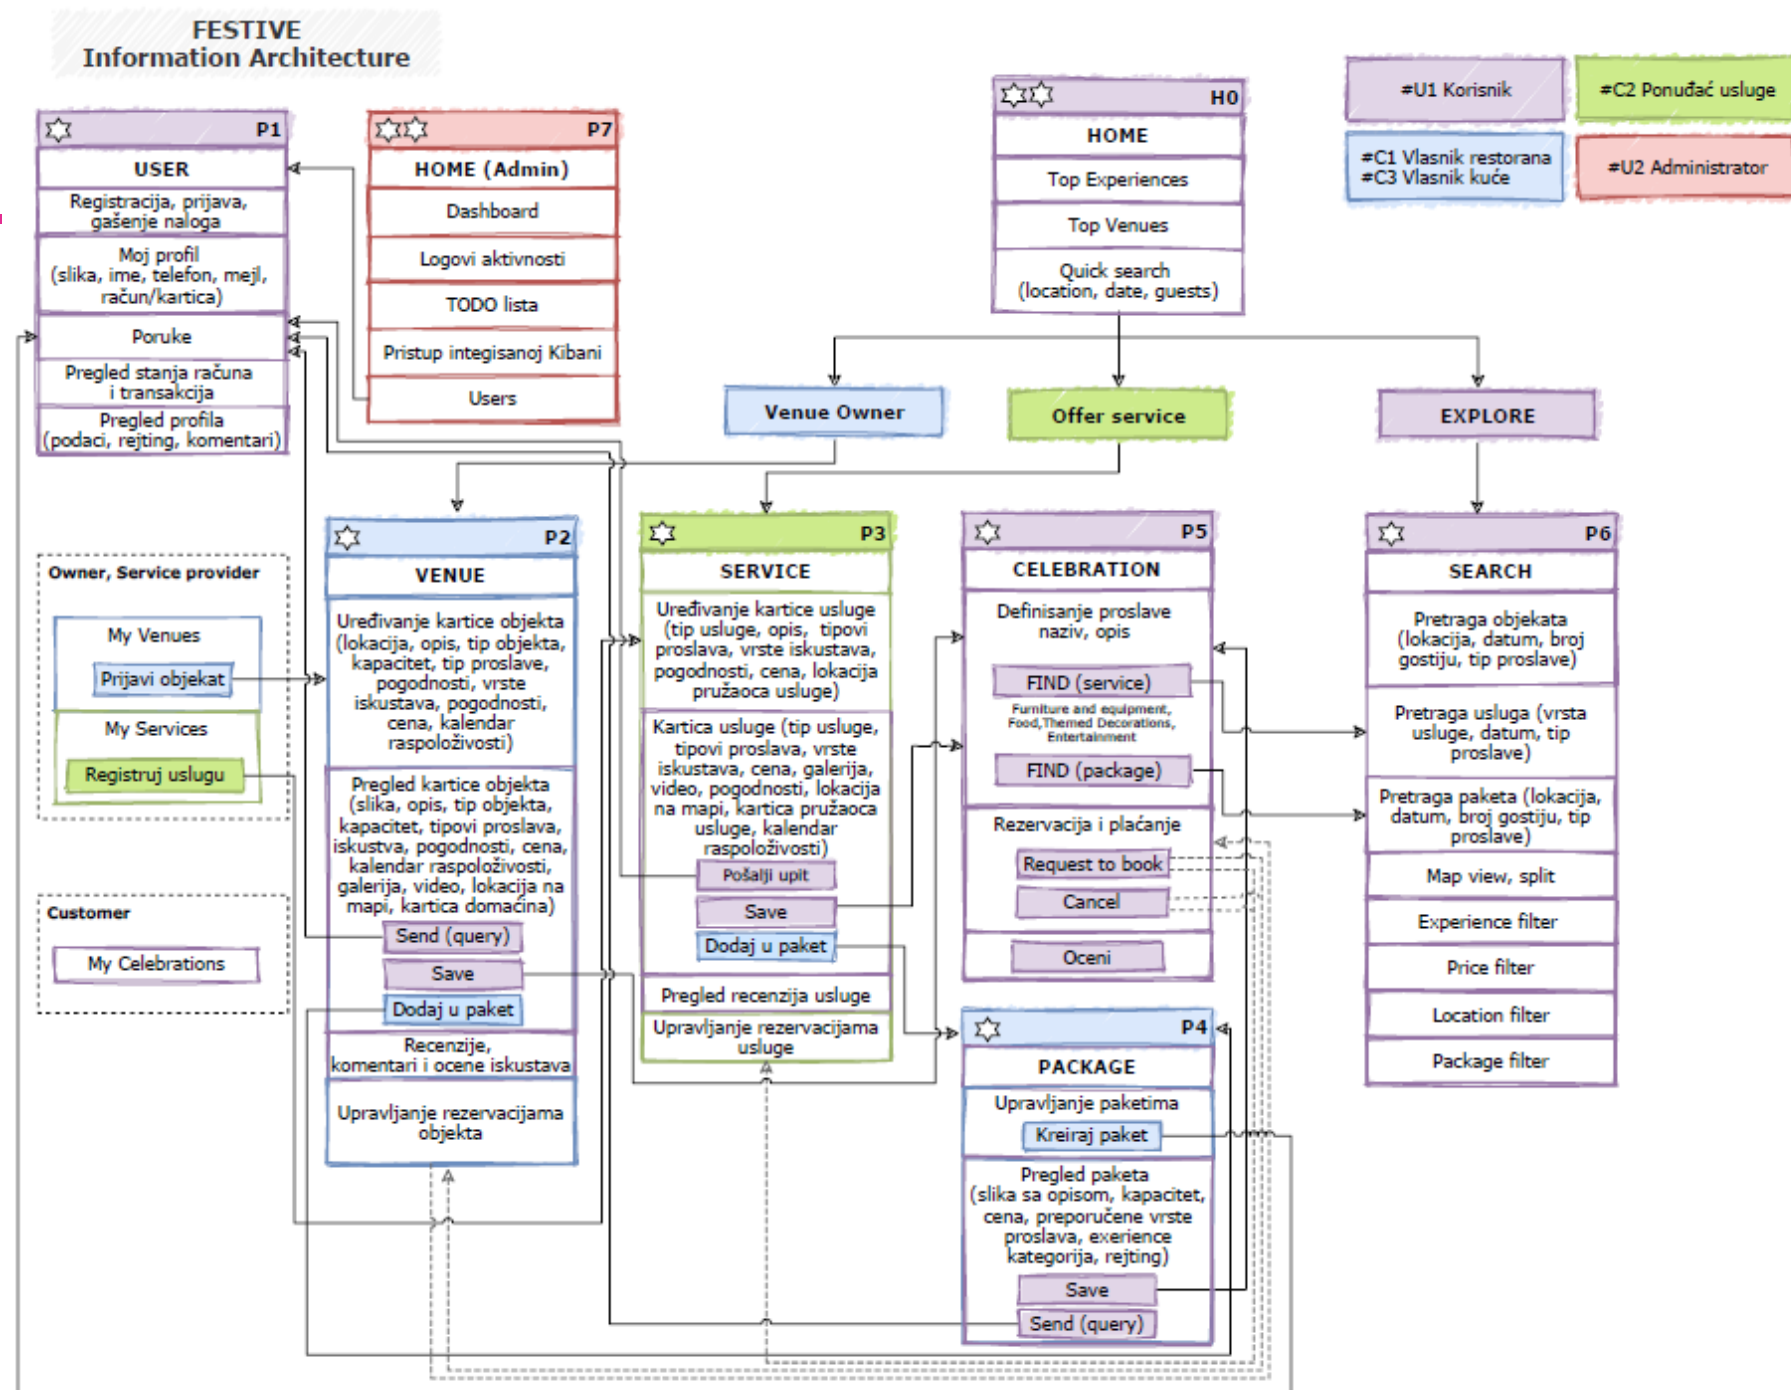 FESTIVE
Information Architecture
#U1 Korisnik
#C2 Ponuđać usluge
#C1 Vlasnik restorana
#C3 Vlasnik kuće
#U2 Administrator
P1
USER
Registracija, prijava,
gašenje naloga
Moj profil
(slika, ime, telefon, mejl,
račun/kartica)
Poruke
Pregled stanja računa
i transakcija
Pregled profila
(podaci, rejting, komentari)
P7
HOME (Admin)
Dashboard
Logovi aktivnosti
TODO lista
Pristup integisanoj Kibani
Users
H0
HOME
Top Experiences
Top Venues
Quick search
(location, date, guests)
Venue Owner
Offer service
EXPLORE
Owner, Service provider
My Venues
Prijavi objekat
My Services
Registruj uslugu
Customer
My Celebrations
P2
VENUE
Uređivanje kartice objekta
(lokacija, opis, tip objekta,
kapacitet, tip proslave,
pogodnosti, vrste
iskustava, pogodnosti,
cena, kalendar
raspoloživosti)
Pregled kartice objekta
(slika, opis, tip objekta,
kapacitet, tipovi proslava,
iskustva, pogodnosti, cena,
kalendar raspoloživosti,
galerija, video, lokacija na
mapi, kartica domaćina)
Send (query)
Save
Dodaj u paket
Recenzije,
komentari i ocene iskustava
Upravljanje rezervacijama
objekta
P3
SERVICE
Uređivanje kartice usluge
(tip usluge, opis, tipovi
proslava, vrste iskustava,
pogodnosti, cena, lokacija
pružaoca usluge)
Kartica usluge (tip usluge,
tipovi proslava, vrste
iskustava, cena, galerija,
video, pogodnosti, lokacija
na mapi, kartica pružaoca
usluge, kalendar
raspoloživosti)
Pošalji upit
Save
Dodaj u paket
Pregled recenzija usluge
Upravljanje rezervacijama
usluge
P5
CELEBRATION
Definisanje proslave
naziv, opis
FIND (service)
Furniture and equipment,
Food,Themed Decorations,
Entertainment
FIND (package)
Rezervacija i plaćanje
Request to book
Cancel
Oceni
P4
PACKAGE
Upravljanje paketima
Kreiraj paket
Pregled paketa
(slika sa opisom, kapacitet,
cena, preporučene vrste
proslava, exerience
kategorija, rejting)
Save
Send (query)
P6
SEARCH
Pretraga objekata
(lokacija, datum, broj
gostiju, tip proslave)
Pretraga usluga (vrsta
usluge, datum, tip
proslave)
Pretraga paketa (lokacija,
datum, broj gostiju, tip
proslave)
Map view, split
Experience filter
Price filter
Location filter
Package filter